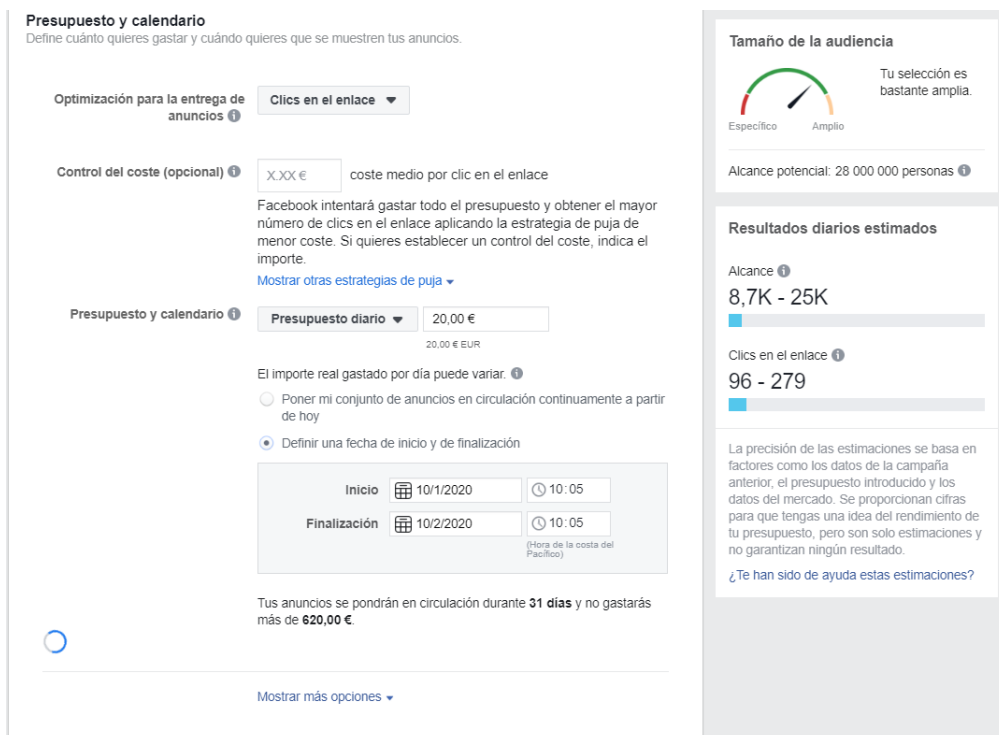 Presupuesto y calendario
Define cuánto quieres gastar y cuándo quieres que se muestren tus anuncios.
Optimización para la entrega de
anuncios
Clics en el enlace
Control del coste (opcional)
X.XX €
coste medio por clic en el enlace
Facebook intentará gastar todo el presupuesto y obtener el mayor
número de clics en el enlace aplicando la estrategia de puja de
menor coste. Si quieres establecer un control del coste, indica el
importe.
Mostrar otras estrategias de puja
Presupuesto y calendario
Presupuesto diario
20,00 €
20,00 € EUR
El importe real gastado por día puede variar.
Poner mi conjunto de anuncios en circulación continuamente a partir
de hoy
Definir una fecha de inicio y de finalización
Inicio
10/1/2020
10:05
Finalización
10/2/2020
10:05
(Hora de la costa del
Pacífico)
Tus anuncios se pondrán en circulación durante 31 días y no gastarás
más de 620,00 €.
Mostrar más opciones
Tamaño de la audiencia
Específico
Amplio
Tu selección es
bastante amplia.
Alcance potencial: 28 000 000 personas
Resultados diarios estimados
Alcance
8,7K - 25K
Clics en el enlace
96 - 279
La precisión de las estimaciones se basa en
factores como los datos de la campaña
anterior, el presupuesto introducido y los
datos del mercado. Se proporcionan cifras
para que tengas una idea del rendimiento de
tu presupuesto, pero son solo estimaciones y
no garantizan ningún resultado.
¿Te han sido de ayuda estas estimaciones?